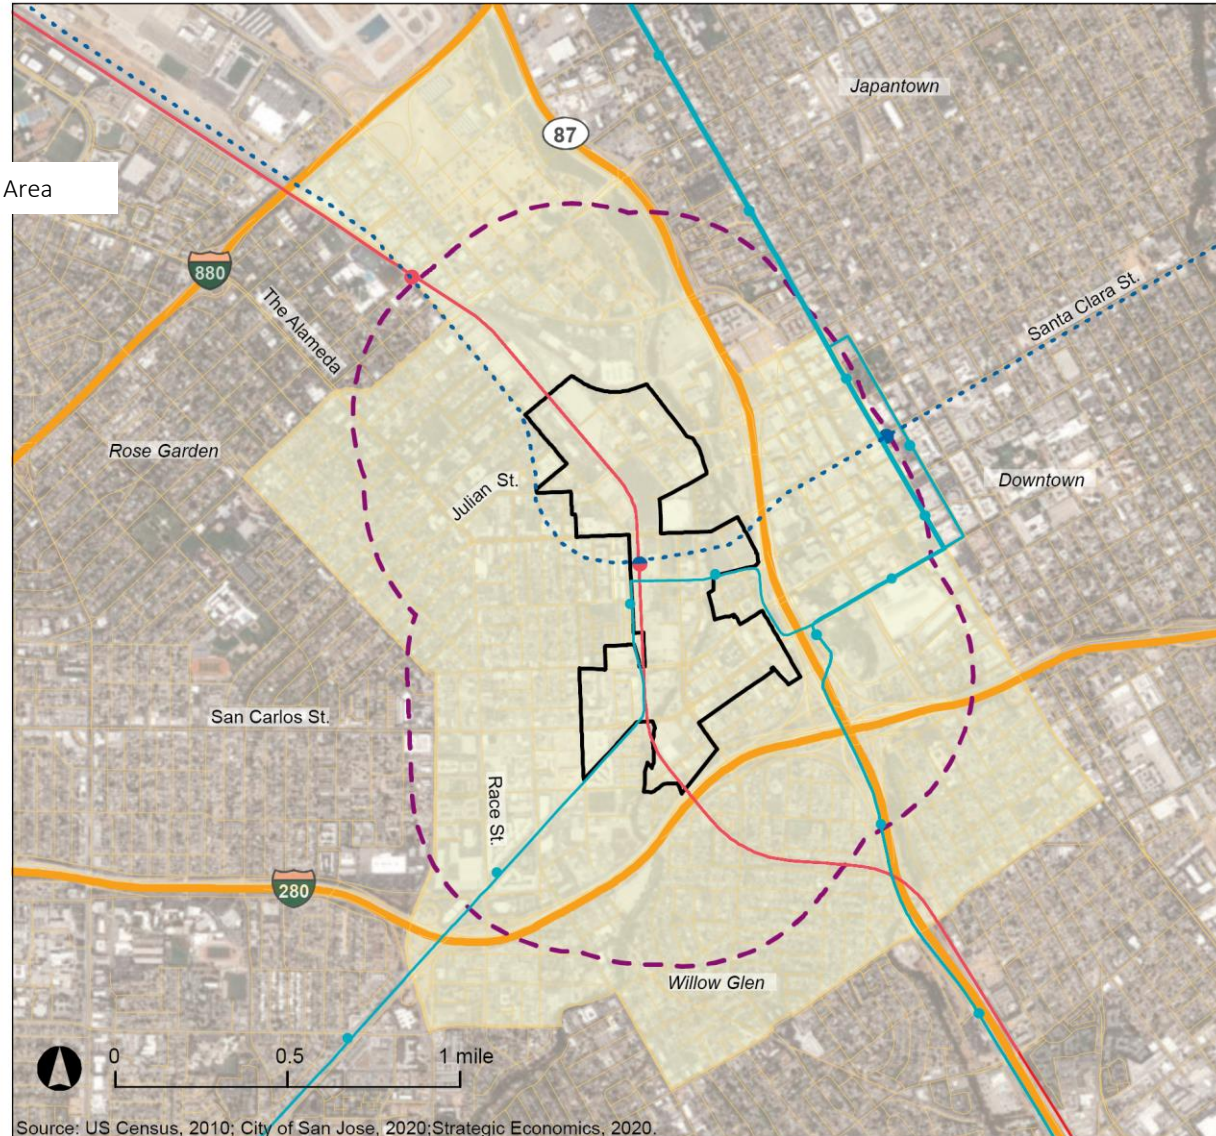 Japantown
87
Area
880
The Alameda
Santa Clara St.
Rose Garden
Downtown
Julian St.
San Carlos St.
Race St.
280
Willow Glen
0 0.5 1 mile
Source: US Census, 2010; City of San Jose, 2020;Strategic Economics, 2020.